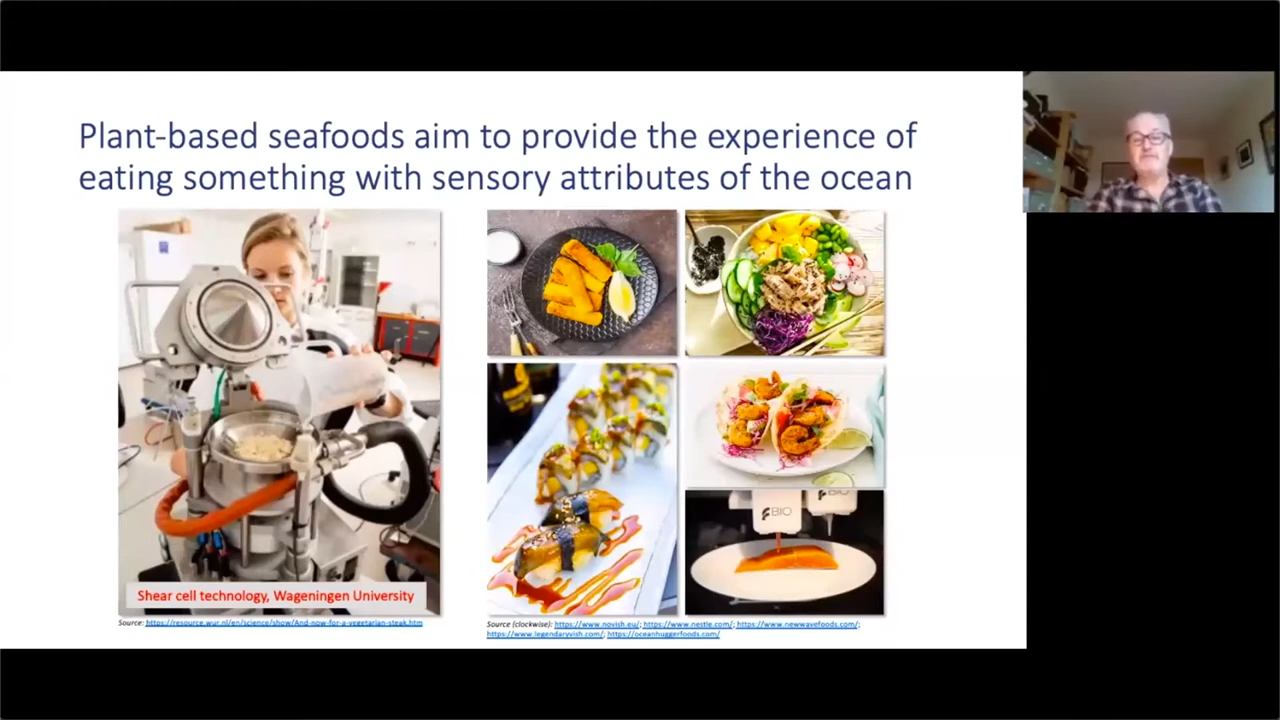 Plant-based seafoods aim to provide the experience of
eating something with sensory attributes of the ocean
Shear cell technology, Wageningen University
Source: https://resource.wur.nl/en/science/show/And-now-for-a-vegetarian-steak.htm
F BIO
BIO
Source (clockwise): https://www.novish.eu/; https://www.nestle.com/; https://www.newwavefoods.com/;
https://www.legendaryvish.com/; https://oceanhuggerfoods.com/